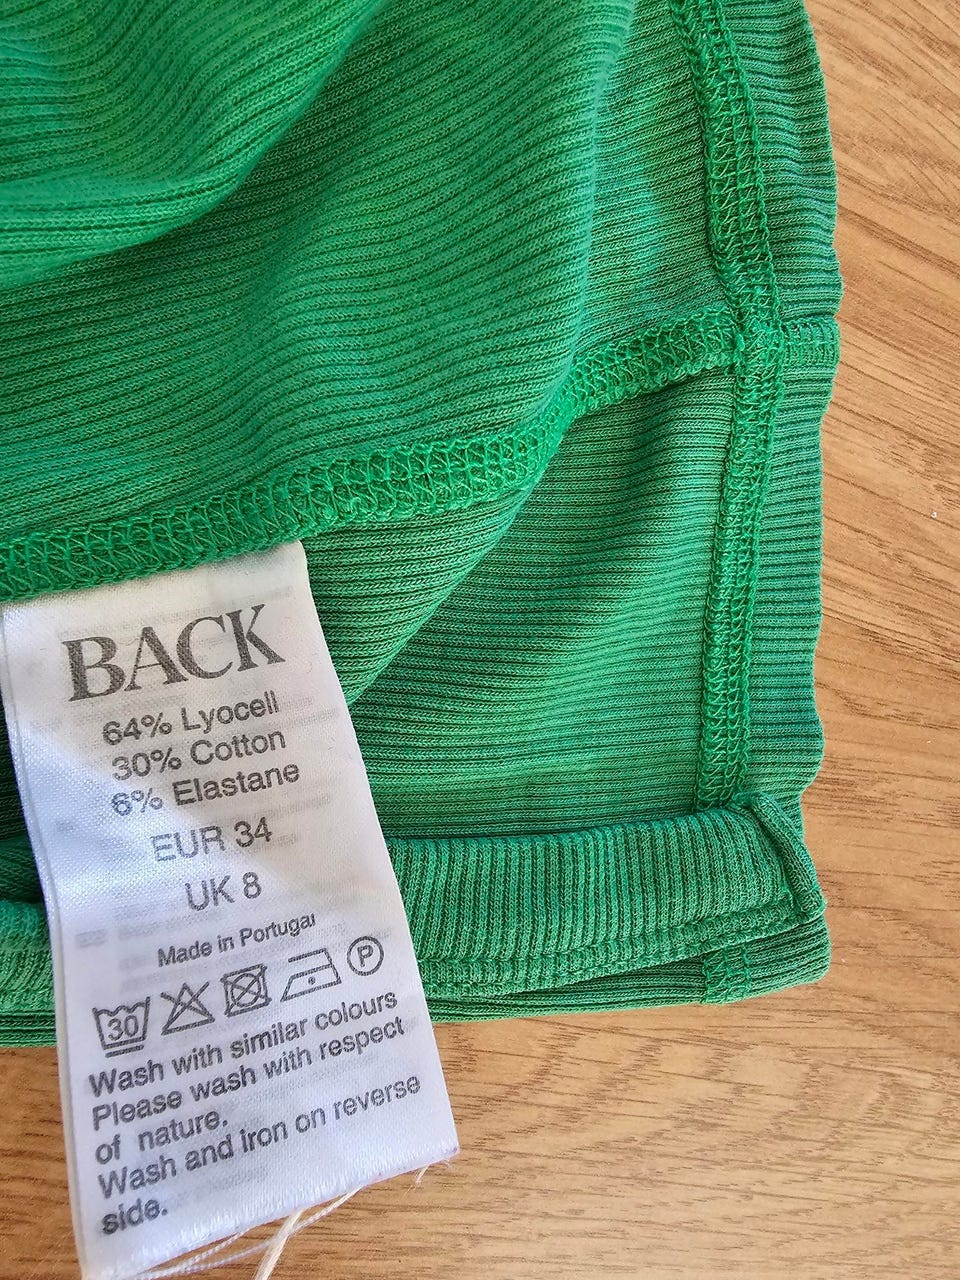 BACK
64% Lyocell
30% Cotton
6% Elastane
EUR 34
UK 8
Made in Portugal
30 P
Wash with similar colours
Please wash with respect
of nature.
Wash and iron on reverse
side.